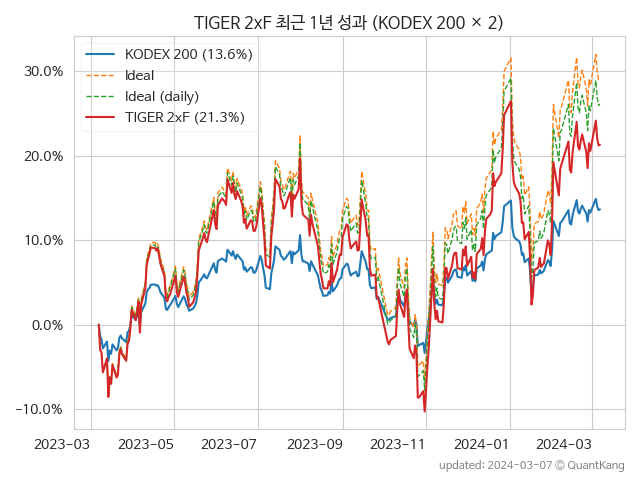 TIGER 2xF 최근 1년 성과 (KODEX 200 × 2)
KODEX 200 (13.6%)
Ideal
Ideal (daily)
TIGER 2xF (21.3%)
30.0%
20.0%
10.0%
0.0%
−10.0%
2023-03 2023-05 2023-07 2023-09 2023-11 2024-01 2024-03
updated: 2024-03-07 © QuantKang